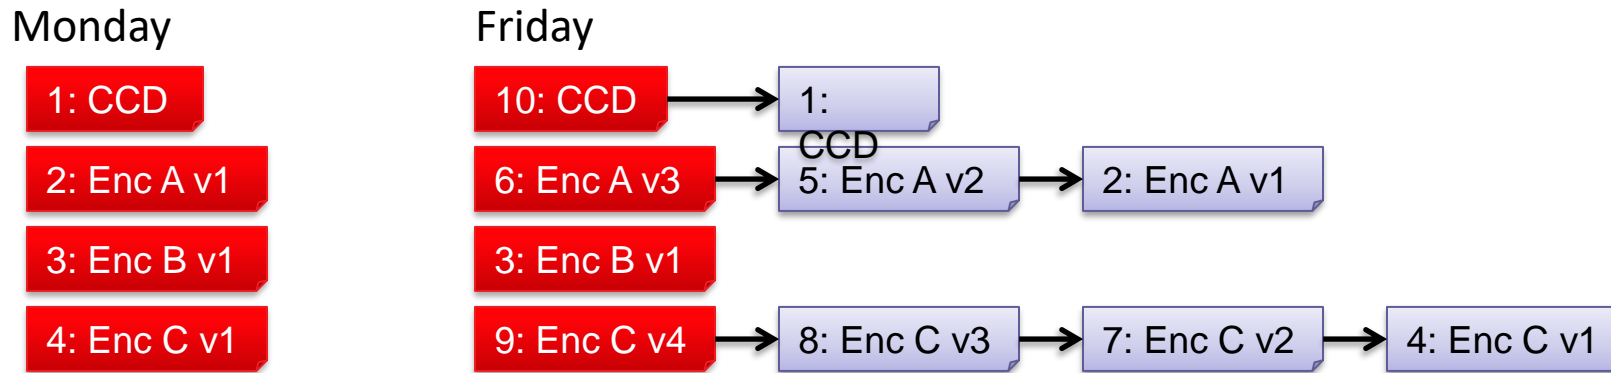 Monday
Friday
1: CCD
10: CCD
1:
CCD
2: Enc A v1
6: Enc A v3
5: Enc A v2
2: Enc A v1
3: Enc B v1
3: Enc B v1
4: Enc C v1
9: Enc C v4
8: Enc C v3
7: Enc C v2
4: Enc C v1